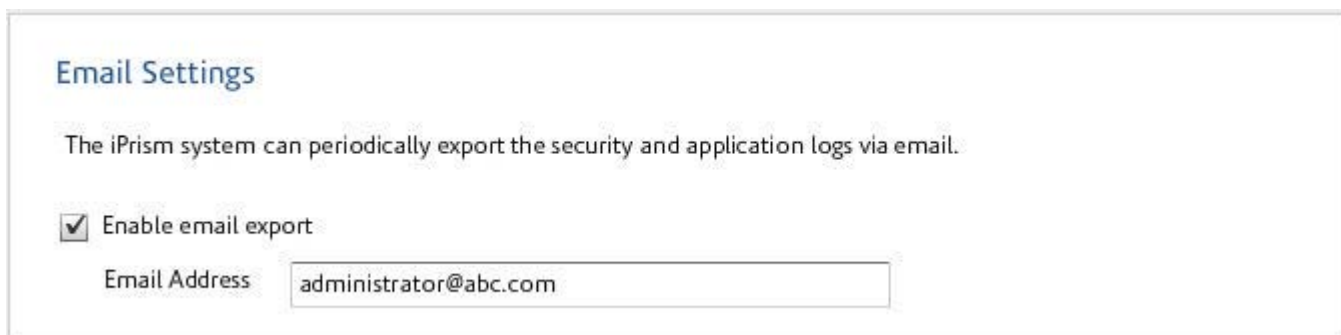 Email Settings
The iPrism system can periodically export the security and application logs via email.
Enable email export
Email Address administrator@abc.com